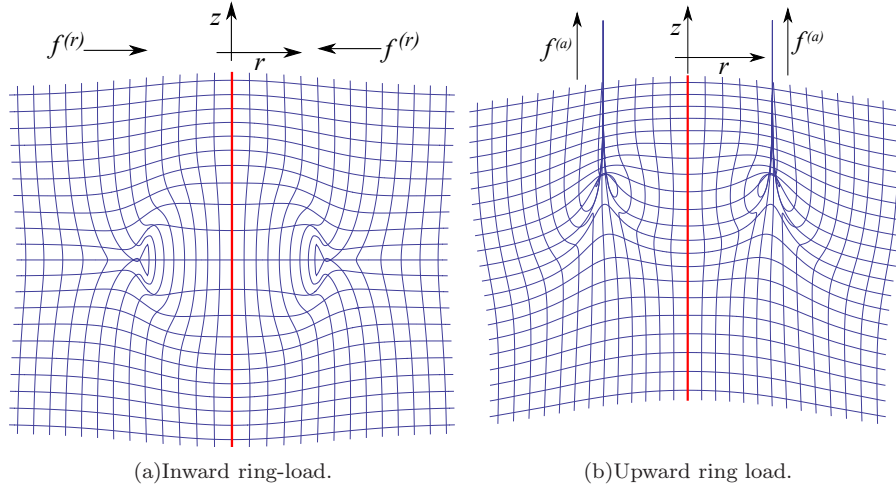 z
f(r)
r
f(r)
(a)Inward ring-load.
f(a)
z
r
f(a)
(b)Upward ring load.